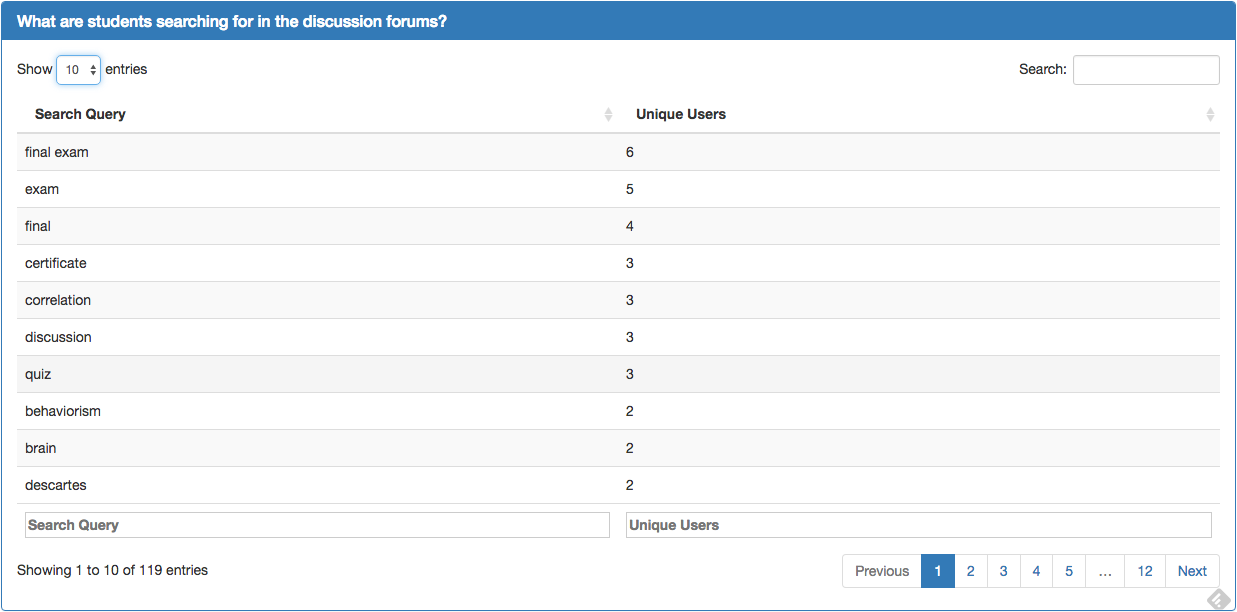 What are students searching for in the discussion forums?
Show 10 entries Search:
Search Query Unique Users
final exam 6
exam 5
final 4
certificate 3
correlation 3
discussion 3
quiz 3
behaviorism 2
brain 2
descartes 2
Search Query Unique Users
Showing 1 to 10 of 119 entries Previous 1 2 3 4 5 ... 12 Next